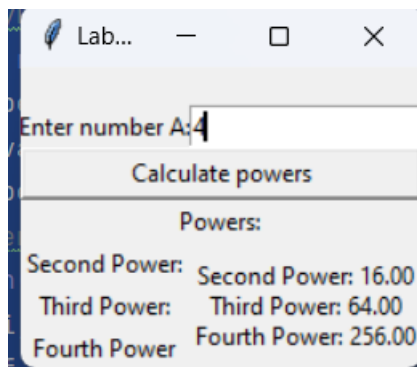 Lab...
Enter number A:4
Calculate powers
Powers:
Second Power: Second Power: 16.00
Third Power: Third Power: 64.00
Fourth Power Fourth Power: 256.00